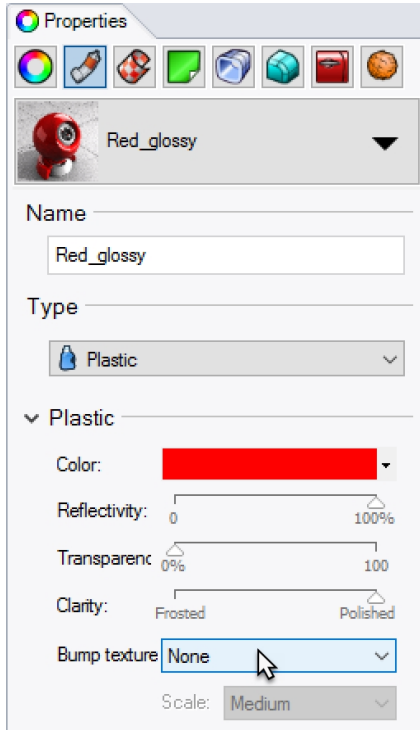 Properties
Red_glossy
Name
Red_glossy
Type
Plastic
Plastic
Color:
Reflectivity:
0 100%
Transparenc
0% 100
Clarity:
Frosted Polished
Bump texture None
Scale: Medium